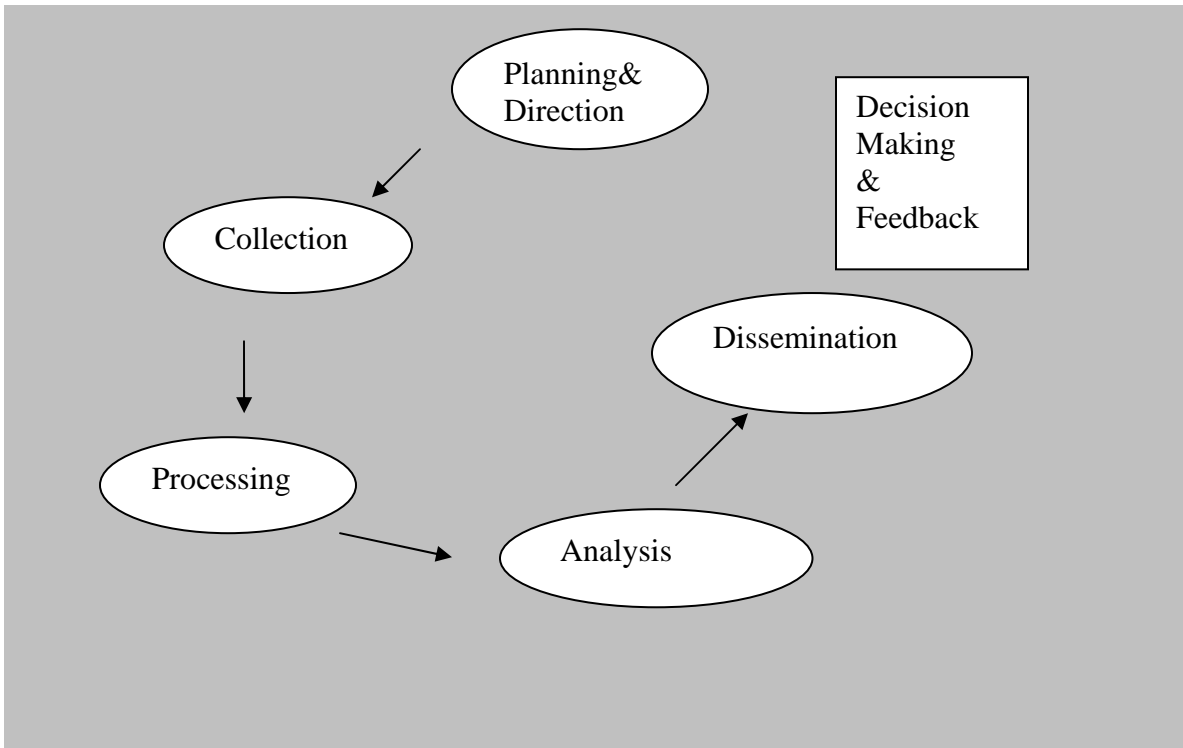 Planning&
Direction
Decision
Making
&
Feedback
Collection
Dissemination
Processing
Analysis